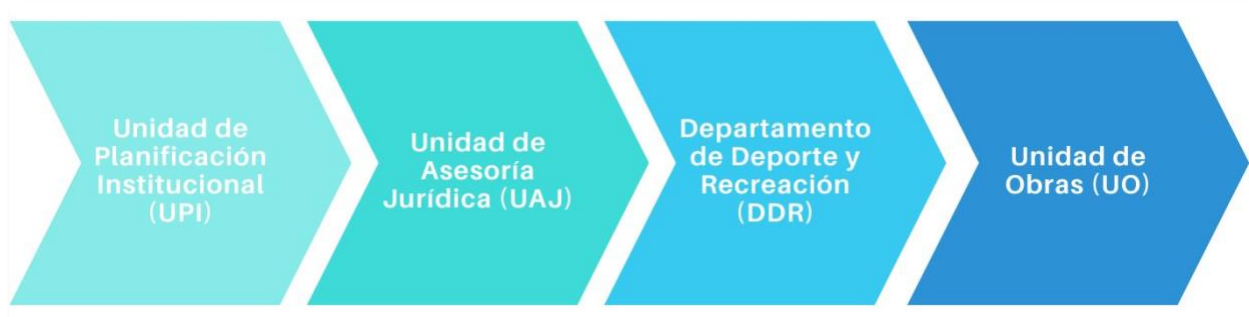 Unidad de
Planificación
Institucional
(UPI)
Unidad de
Asesoría
Jurídica (UAJ)
Departamento
de Deporte y
Recreación
(DDR)
Unidad de
Obras (UO)